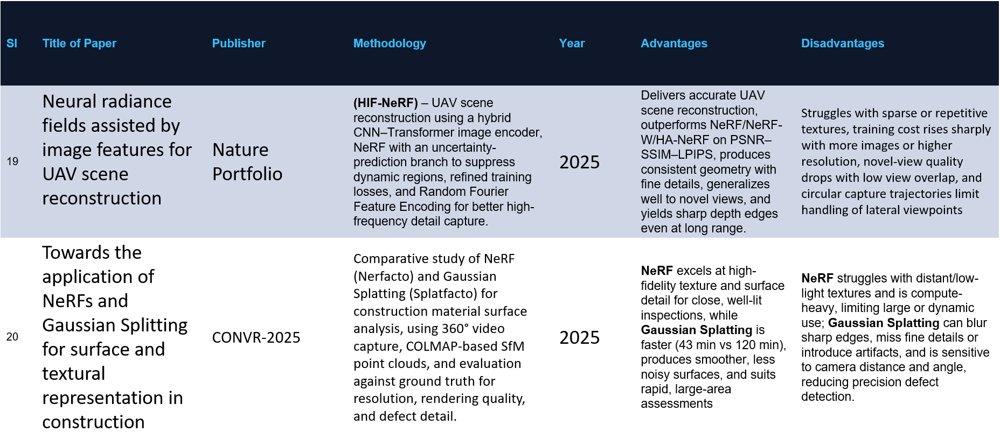 Sl
Title of Paper
Publisher
Methodology
Year
Advantages
Disadvantages
19
Neural radiance
fields assisted by
image features for
UAV scene
reconstruction
Nature
Portfolio
(HIF-NeRF) – UAV scene
reconstruction using a hybrid
CNN–Transformer image encoder,
NeRF with an uncertainty-
prediction branch to suppress
dynamic regions, refined training
losses, and Random Fourier
Feature Encoding for better high-
frequency detail capture.
2025
Delivers accurate UAV
scene reconstruction,
outperforms NeRF/NeRF-
W/HA-NeRF on PSNR–
SSIM–LPIPS, produces
consistent geometry with
fine details, generalizes
well to novel views, and
yields sharp depth edges
even at long range.
Struggles with sparse or repetitive
textures, training cost rises sharply
with more images or higher
resolution, novel-view quality
drops with low view overlap, and
circular capture trajectories limit
handling of lateral viewpoints
20
Towards the
application of
NeRFs and
Gaussian Splitting
for surface and
textural
representation in
construction
CONVR-2025
Comparative study of NeRF
(Nerfacto) and Gaussian
Splatting (Splatfacto) for
construction material surface
analysis, using 360° video
capture, COLMAP-based SfM
point clouds, and evaluation
against ground truth for
resolution, rendering quality,
and defect detail.
2025
NeRF excels at high-
fidelity texture and surface
detail for close, well-lit
inspections, while
Gaussian Splatting is
faster (43 min vs 120 min),
produces smoother, less
noisy surfaces, and suits
rapid, large-area
assessments
NeRF struggles with distant/low-
light textures and is compute-
heavy, limiting large or dynamic
use; Gaussian Splatting can blur
sharp edges, miss fine details or
introduce artifacts, and is sensitive
to camera distance and angle,
reducing precision defect
detection.